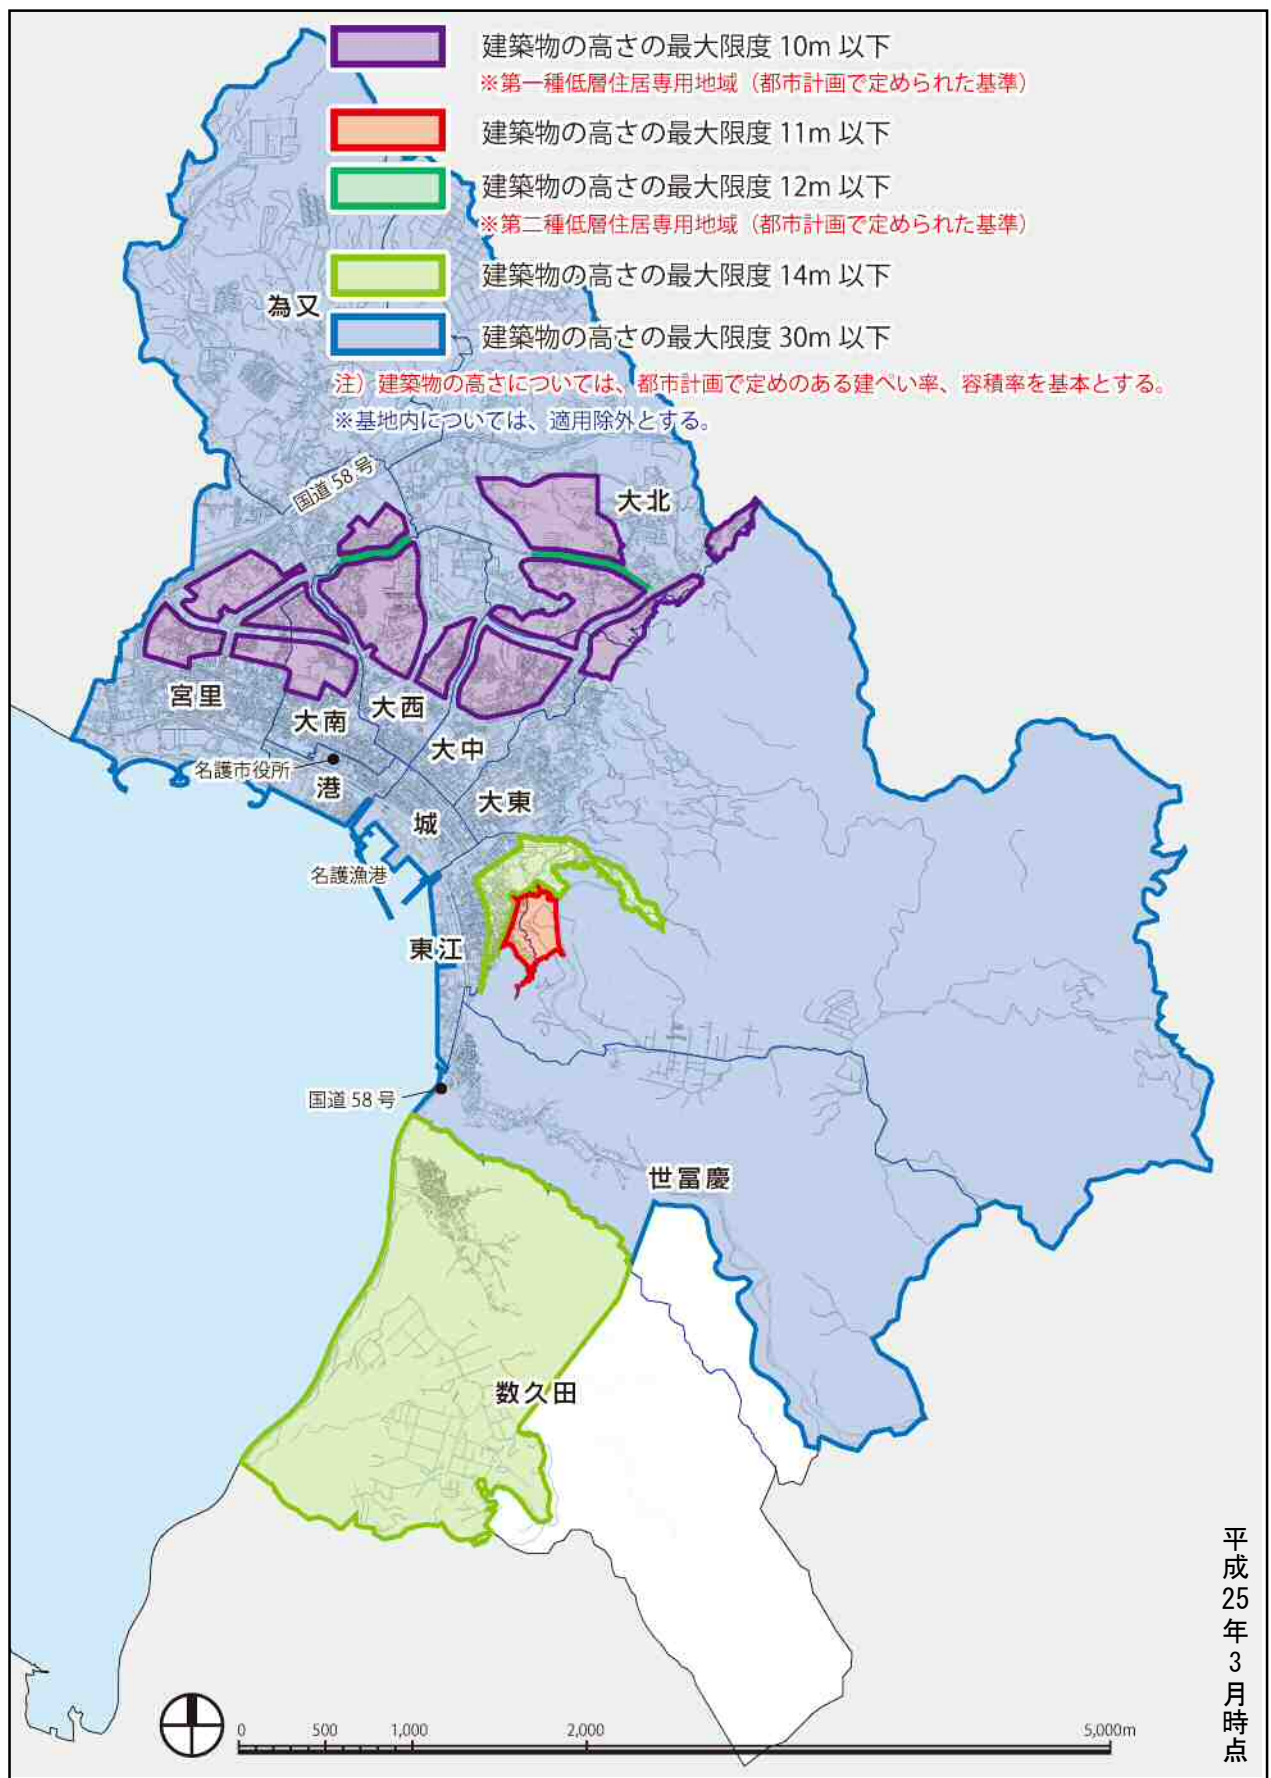 建築物の高さの最大限度 10m 以下
※第一種低層住居専用地域（都市計画で定められた基準）
建築物の高さの最大限度 11m 以下
建築物の高さの最大限度 12m 以下
※第二種低層住居専用地域（都市計画で定められた基準）
建築物の高さの最大限度 14m 以下
為又
建築物の高さの最大限度 30m 以下
注）建築物の高さについては、都市計画で定めのある建ぺい率、容積率を基本とする。
※基地内については、適用除外とする。
国道 58 号
大北
宮里
大南
大西
大中
名護市役所
港
大東
城
名護漁港
東江
国道 58 号
世冨慶
数久田
平成25年3月時点
0 500 1,000 2,000 5,000m